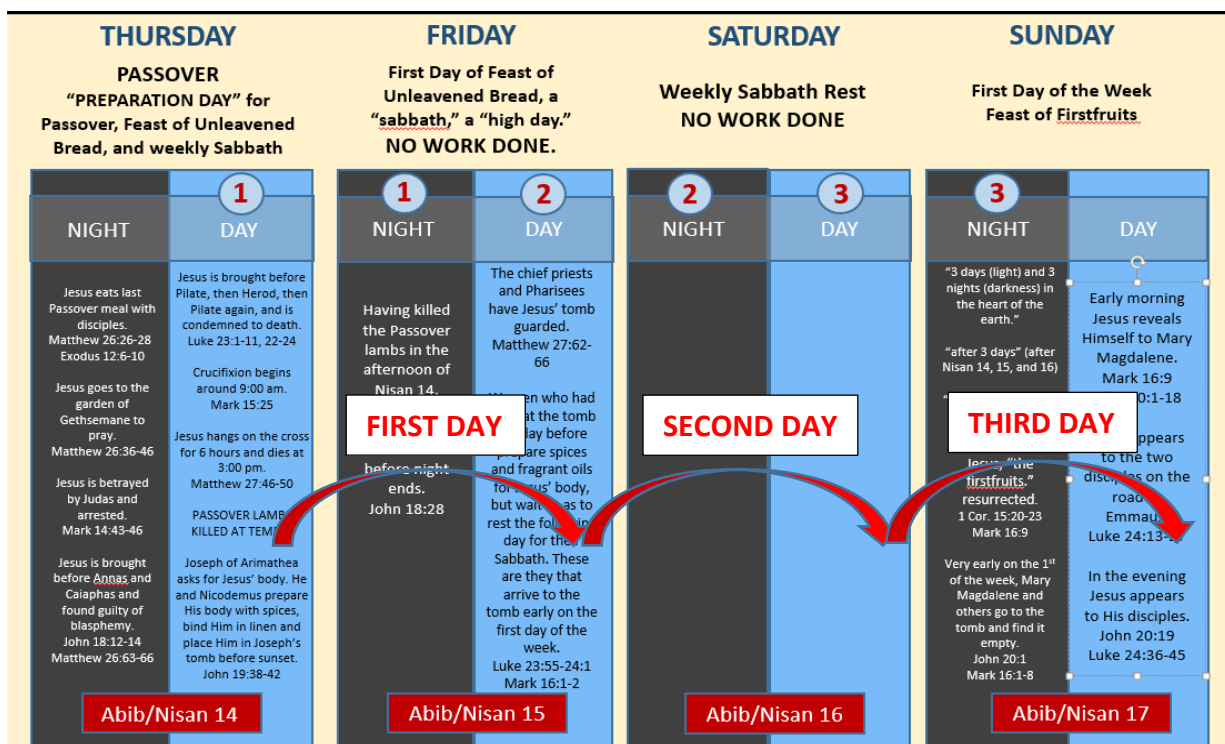 THURSDAY
PASSOVER
“PREPARATION DAY” for
Passover, Feast of Unleavened
Bread, and weekly Sabbath
1
NIGHT
DAY
Jesus eats last
Passover meal with
disciples.
Matthew 26:26-28
Exodus 12:6-10
Jesus goes to the
garden of
Gethsemane to
pray.
Matthew 26:36-46
Jesus is betrayed
by Judas and
arrested.
Mark 14:43-46
Jesus is brought
before Annas and
Caiaphas and
found guilty of
blasphemy.
John 18:12-14
Matthew 26:63-66
Jesus is brought before
Pilate, then Herod, then
Pilate again, and is
condemned to death.
Luke 23:1-11, 22-24
Crucifixion begins
around 9:00 am.
Mark 15:25
Jesus hangs on the cross
for 6 hours and dies at
3:00 pm.
Matthew 27:46-50
PASSOVER LAMB
KILLED AT TEM
Joseph of Arimathea
asks for Jesus’ body. He
and Nicodemus prepare
His body with spices,
bind Him in linen and
place Him in Joseph’s
tomb before sunset.
John 19:38-42
Abib/Nisan 14
FRIDAY
First Day of Feast of
Unleavened Bread, a
“sabbath,” a “high day.”
NO WORK DONE.
1
2
NIGHT
DAY
Having killed
the Passover
lambs in the
afternoon of
Nisan 14,
FIRST DAY
before night
ends.
John 18:28
The chief priests
and Pharisees
have Jesus’ tomb
guarded.
Matthew 27:62-
66
who had
at the tomb
before
prepare spices
and fragrant oils
for Jesus’ body,
but as to
rest the
day for
Sabbath. These
are they that
arrive to the
tomb early on the
first day of the
week.
Luke 23:55-24:1
Mark 16:1-2
Abib/Nisan 15
SATURDAY
Weekly Sabbath Rest
NO WORK DONE
2
3
NIGHT
DAY
SECOND DAY
Abib/Nisan 16
SUNDAY
First Day of the Week
Feast of Firstfruits
3
NIGHT
DAY
“3 days (light) and 3
nights (darkness) in
the heart of the
earth.”
“after 3 days” (after
Nisan 14, 15, and 16)
THIRD DAY
Jesus, “the
firstfruits.”
resurrected.
1 Cor. 15:20-23
Mark 16:9
Very early on the 1st
of the week, Mary
Magdalene and
others go to the
tomb and find it
empty.
John 20:1
Mark 16:1-8
Early morning
Jesus reveals
Himself to Mary
Magdalene.
Mark 16:9
0:1-18
appears
to the two
on the
road
Emmau
Luke 24:13-
In the evening
Jesus appears
to His disciples.
John 20:19
Luke 24:36-45
Abib/Nisan 17